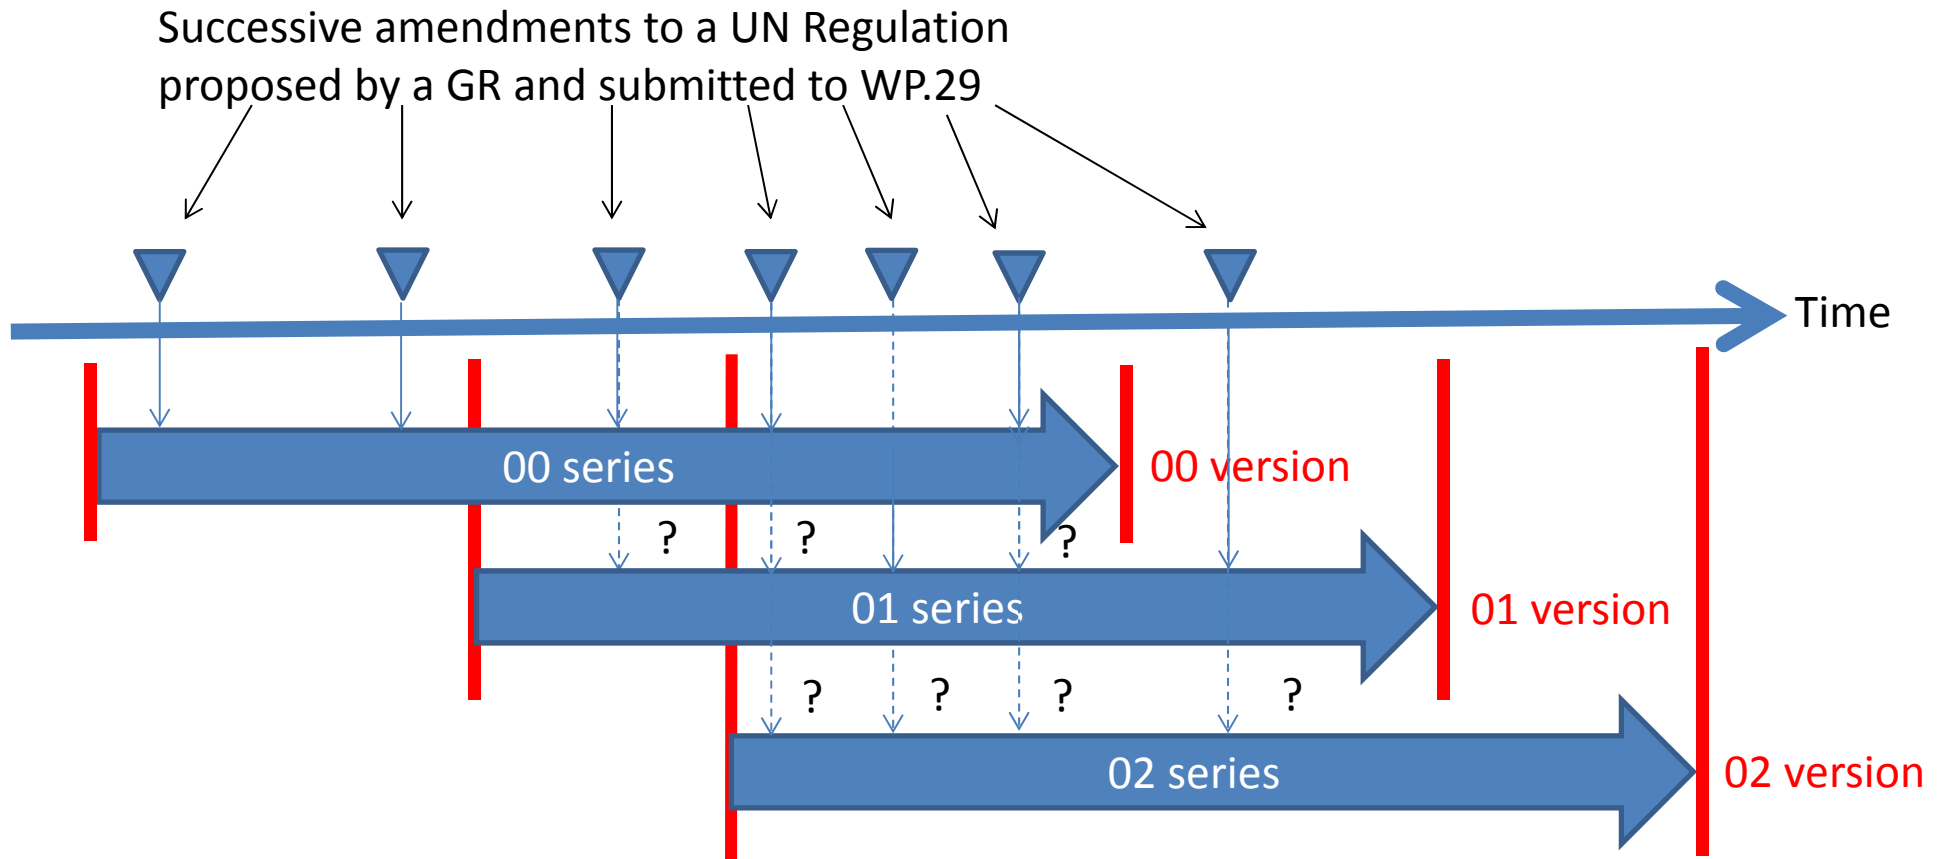 Successive amendments to a UN Regulation
proposed by a GR and submitted to WP.29
Time
00 series
00 version
?
?
?
01 series
01 version
?
?
?
?
02 series
02 version